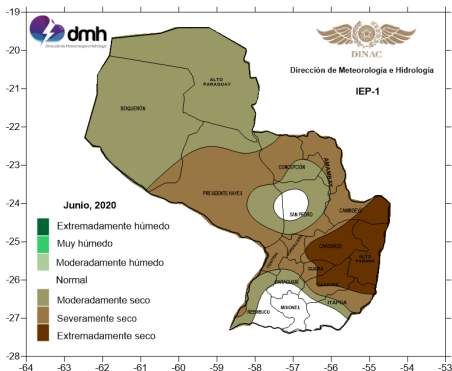 dmh
Dirección de Meteorología e Hidrología
DINAC
Dirección de Meteorología e Hidrología
IEP-1
ALTO
PARAGUAY
BOQUERÓN
CONCEPCIÓN
AMAMBAY
PRESIDENTE HAYES
SAN PEDRO
CANINDEYU
CAAGUAZÚ
ALTO
PARANÁ
CENTRAL
GUAIRÁ
PARAGUARÍ
MISIONES
ITAPÚA
ÑEEMBUCÚ
Junio, 2020
Extremadamente húmedo
Muy húmedo
Moderadamente húmedo
Normal
Moderadamente seco
Severamente seco
Extremadamente seco
-19
-20
-21
-22
-23
-24
-25
-26
-27
-28
-64 -63 -62 -61 -60 -59 -58 -57 -56 -55 -54 -53